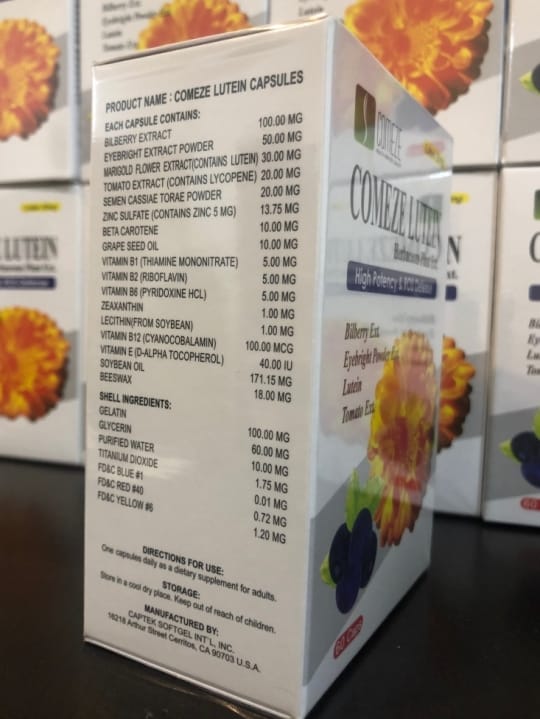 PRODUCT NAME : COMEZE LUTEIN CAPSULES
EACH CAPSULE CONTAINS:
BILBERRY EXTRACT 100.00 MG
EYEBRIGHT EXTRACT POWDER 50.00 MG
MARIGOLD FLOWER EXTRACT(CONTAINS LUTEIN) 30.00 MG
TOMATO EXTRACT (CONTAINS LYCOPENE) 20.00 MG
SEMEN CASSIAE TORAE POWDER 20.00 MG
ZINC SULFATE (CONTAINS ZINC 5 MG) 13.75 MG
BETA CAROTENE 10.00 MG
GRAPE SEED OIL 10.00 MG
VITAMIN B1 (THIAMINE MONONITRATE) 5.00 MG
VITAMIN B2 (RIBOFLAVIN) 5.00 MG
VITAMIN B6 (PYRIDOXINE HCL) 5.00 MG
ZEAXANTHIN 1.00 MG
LECITHIN(FROM SOYBEAN) 1.00 MG
VITAMIN B12 (CYANOCOBALAMIN) 100.00 MCG
VITAMIN E (D-ALPHA TOCOPHEROL) 40.00 IU
SOYBEAN OIL 171.15 MG
BEESWAX 18.00 MG
SHELL INGREDIENTS:
GELATIN 100.00 MG
GLYCERIN 60.00 MG
PURIFIED WATER 10.00 MG
TITANIUM DIOXIDE 1.75 MG
FD&C BLUE #1 0.01 MG
FD&C RED #40 0.72 MG
FD&C YELLOW #6 1.20 MG
DIRECTIONS FOR USE:
One capsules daily as a dietary supplement for adults.
STORAGE:
Store in a cool dry place. Keep out of reach of children.
MANUFACTURED BY:
CAPTEK SOFTGEL INT'L, INC.
18218 Arthur Street Cerritos, CA 90703 U.S.A.
COMEZE
COMEZE LUTEIN
High Potency &
Bilberry Ext.
Eyebright Powder Ext.
Lutein
Tomato Ext.
60 Caps
LUTEIN